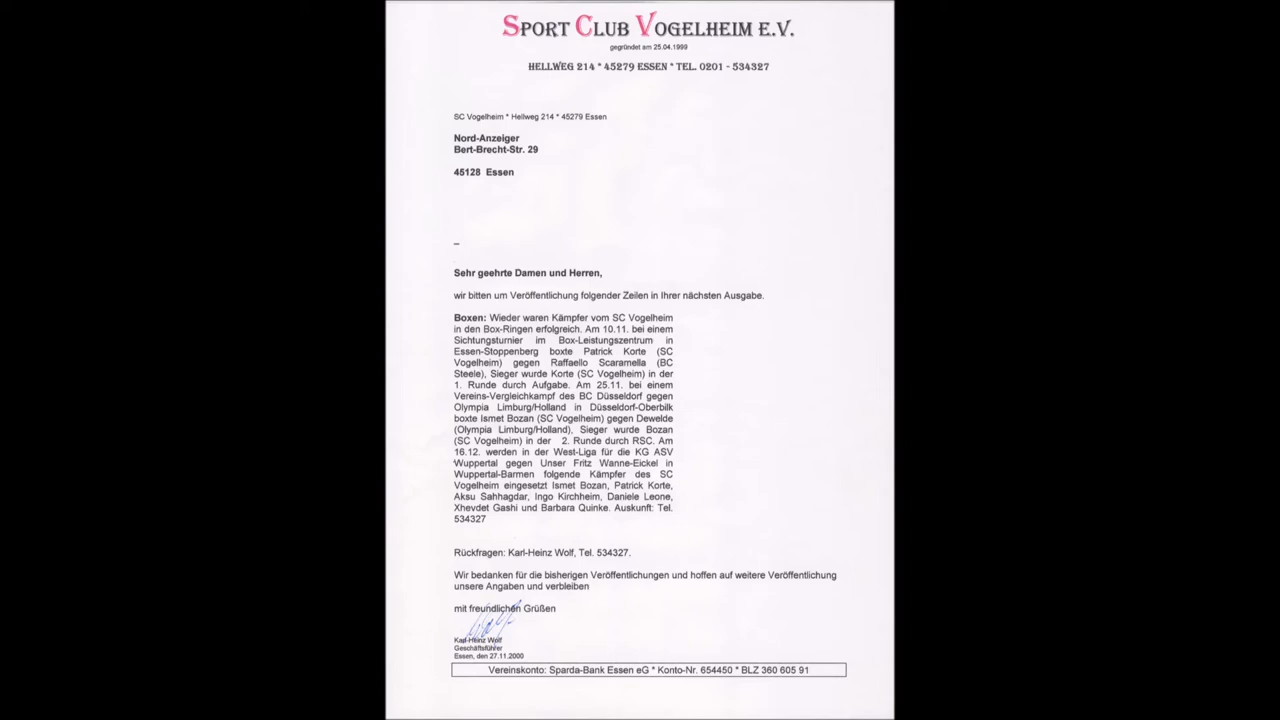 SPORT CLUB VOGELHEIM E.V.
gegründet am 25.04.1999
HELLWEG 214 * 45279 ESSEN * TEL. 0201 - 534327
SC Vogelheim * Hellweg 214 * 45279 Essen
Nord-Anzeiger
Bert-Brecht-Str. 29
45128 Essen
–
Sehr geehrte Damen und Herren,
wir bitten um Veröffentlichung folgender Zeilen in Ihrer nächsten Ausgabe.
Boxen: Wieder waren Kämpfer vom SC Vogelheim
in den Box-Ringen erfolgreich. Am 10.11. bei einem
Sichtungsturnier im Box-Leistungszentrum in
Essen-Stoppenberg boxte Patrick Korte (SC
Vogelheim) gegen Raffaello Scaramella (BC
Steele), Sieger wurde Korte (SC Vogelheim) in der
1. Runde durch Aufgabe. Am 25.11. bei einem
Vereins-Vergleichkampf des BC Düsseldorf gegen
Olympia Limburg/Holland in Düsseldorf-Oberbilk
boxte Ismet Bozan (SC Vogelheim) gegen Dewelde
(Olympia Limburg/Holland), Sieger wurde Bozan
(SC Vogelheim) in der 2. Runde durch RSC. Am
16.12. werden in der West-Liga für die KG ASV
Wuppertal gegen Unser Fritz Wanne-Eickel in
Wuppertal-Barmen folgende Kämpfer des SC
Vogelheim eingesetzt Ismet Bozan, Patrick Korte,
Aksu Sahhagdar, Ingo Kirchheim, Daniele Leone,
Xhevdet Gashi und Barbara Quinke. Auskunft: Tel.
534327
Rückfragen: Karl-Heinz Wolf, Tel. 534327.
Wir bedanken für die bisherigen Veröffentlichungen und hoffen auf weitere Veröffentlichung
unsere Angaben und verbleiben
mit freundlichen Grüßen
Karl-Heinz Wolf
Geschäftsführer
Essen, den 27.11.2000
Vereinskonto: Sparda-Bank Essen eG * Konto-Nr. 654450 * BLZ 360 605 91